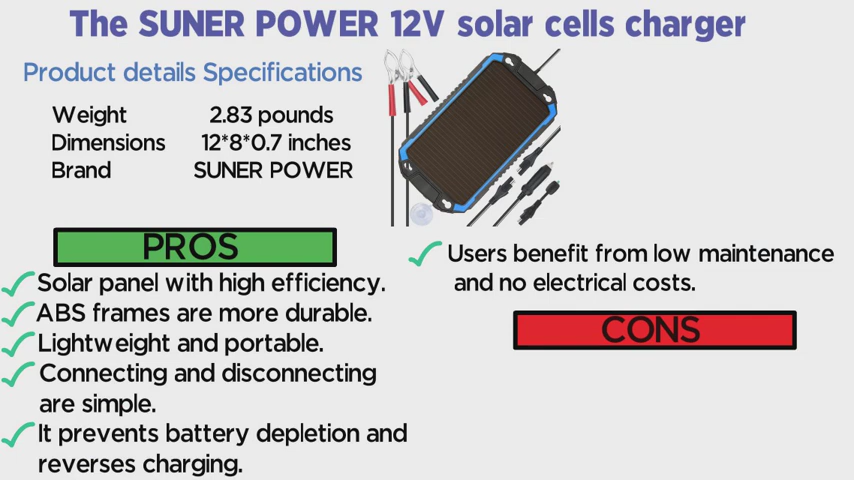 The SUNER POWER 12V solar cells charger
Product details Specifications
Weight 2.83 pounds
Dimensions 12*8*0.7 inches
Brand SUNER POWER
PROS
Solar panel with high efficiency.
ABS frames are more durable.
Lightweight and portable.
Connecting and disconnecting
are simple.
It prevents battery depletion and
reverses charging.
Users benefit from low maintenance
and no electrical costs.
CONS